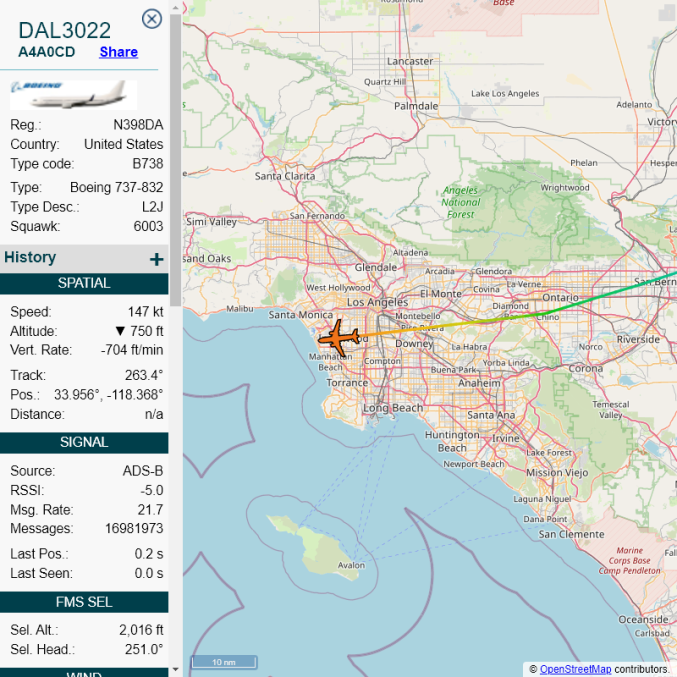 DAL3022
A4A0CD Share
BOEING
Reg.: N398DA
Country: United States
Type code: B738
Type: Boeing 737-832
Type Desc.: L2J
Squawk: 6003
History +
SPATIAL
Speed: 147 kt
Altitude: ▼ 750 ft
Vert. Rate: -704 ft/min
Track: 263.4°
Pos.: 33.956°, -118.368°
Distance: n/a
SIGNAL
Source: ADS-B
RSSI: -5.0
Msg. Rate: 21.7
Messages: 16981973
Last Pos.: 0.2 s
Last Seen: 0.0 s
FMS SEL
Sel. Alt.: 2,016 ft
Sel. Head.: 251.0°
WIND
Rosamond
Base
Lancaster
Quartz Hill
Lake Los Angeles
Palmdale
Adelanto
Victor
Phelan
Hesper
Santa Clarita
Wrightwood
Angeles
National
Forest
San Fernando
Simi Valley
sand Oaks
Altadena
Glendale
Arcadia
Glendora
La Verne
San Bern
West Hollywood
Covina
El Monte
Ontario
Los Angeles
Diamond
Malibu
Santa Monica
Montebello
Chino
Pico Rivera
Riverside
Downey
La Habra
Norco
Manhattan
Beach
Compton
Yorba Linda
Corona
Buena Park
Torrance
Anaheim
Temescal
Valley
Long Beach
Santa Ana
Huntington
Beach
Irvine
Lake Forest
Newport Beach
Mission Viejo
Laguna Niguel
Dana Point
San Clemente
Marine
Corps Base
Camp Pendleton
Fal
Avalon
Oceanside
Carlsbad
10 nm
© OpenStreetMap contributors.